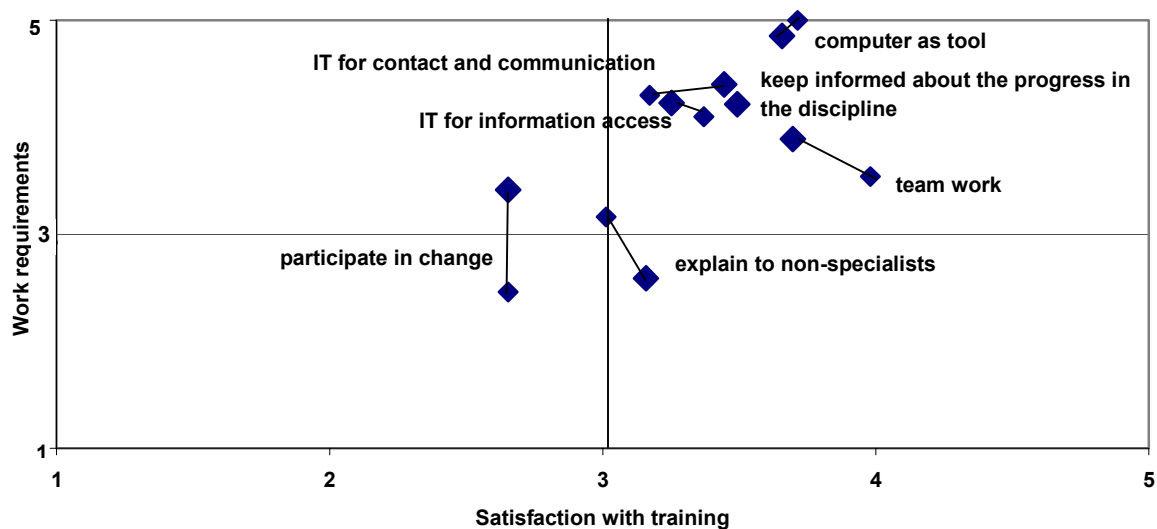 5
computer as tool
IT for contact and communication
keep informed about the progress in
the discipline
IT for information access
team work
Work requirements
3
participate in change
explain to non-specialists
1
1 2 3 4 5
Satisfaction with training